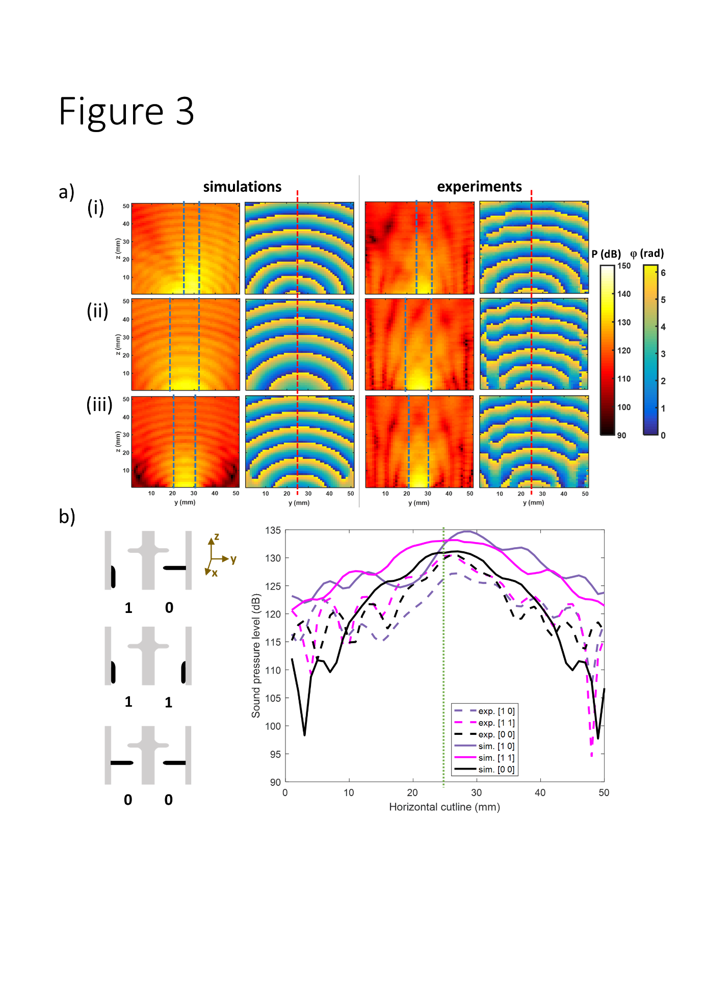 Figure 3
a)
simulations
experiments
(i)
50
40
30
20
10
z (mm)
P (dB)
φ (rad)
150
140
130
120
110
100
90
6
5
4
3
2
1
0
(ii)
50
40
30
20
10
z (mm)
(iii)
50
40
30
20
10
z (mm)
10 20 30 40 50
y (mm)
10 20 30 40 50
y (mm)
10 20 30 40 50
y (mm)
10 20 30 40 50
y (mm)
b)
z
y
x
1 0
1 1
0 0
135
130
125
120
115
110
105
100
95
90
Sound pressure level (dB)
exp. [1 0]
exp. [1 1]
exp. [0 0]
sim. [1 0]
sim. [1 1]
sim. [0 0]
0 10 20 30 40 50
Horizontal cutline (mm)